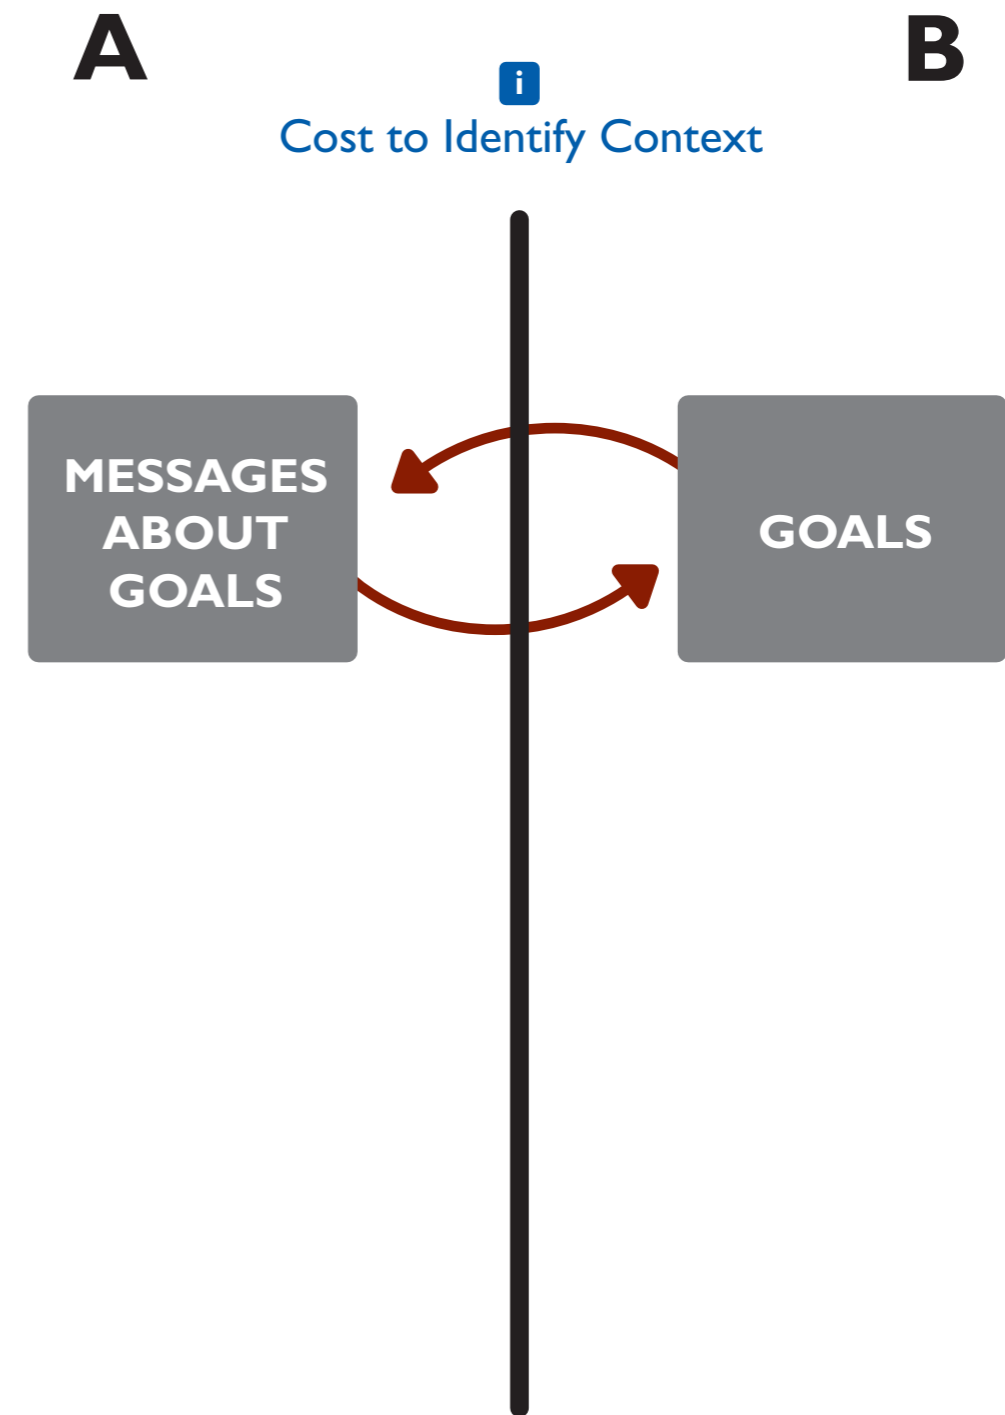 A
B
i
Cost to Identify Context
MESSAGES
ABOUT
GOALS
GOALS